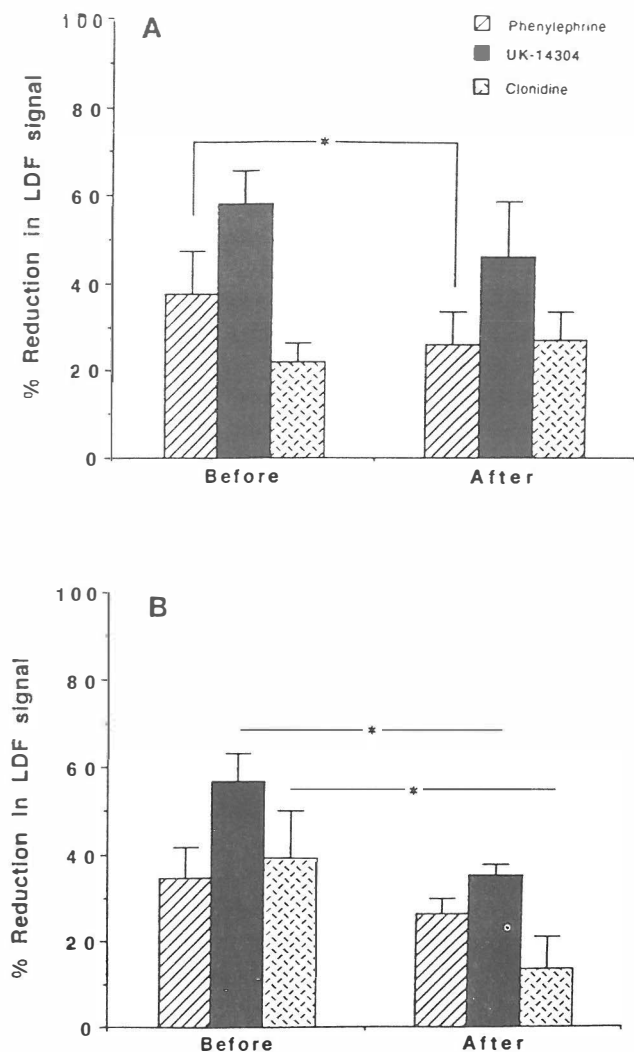 A
Phenylephrine
UK-14304
Clonidine
% Reduction in LDF signal
100
80
60
40
20
0
*
Before After
B
% Reduction In LDF signal
100
80
60
40
20
0
*
*
Before After